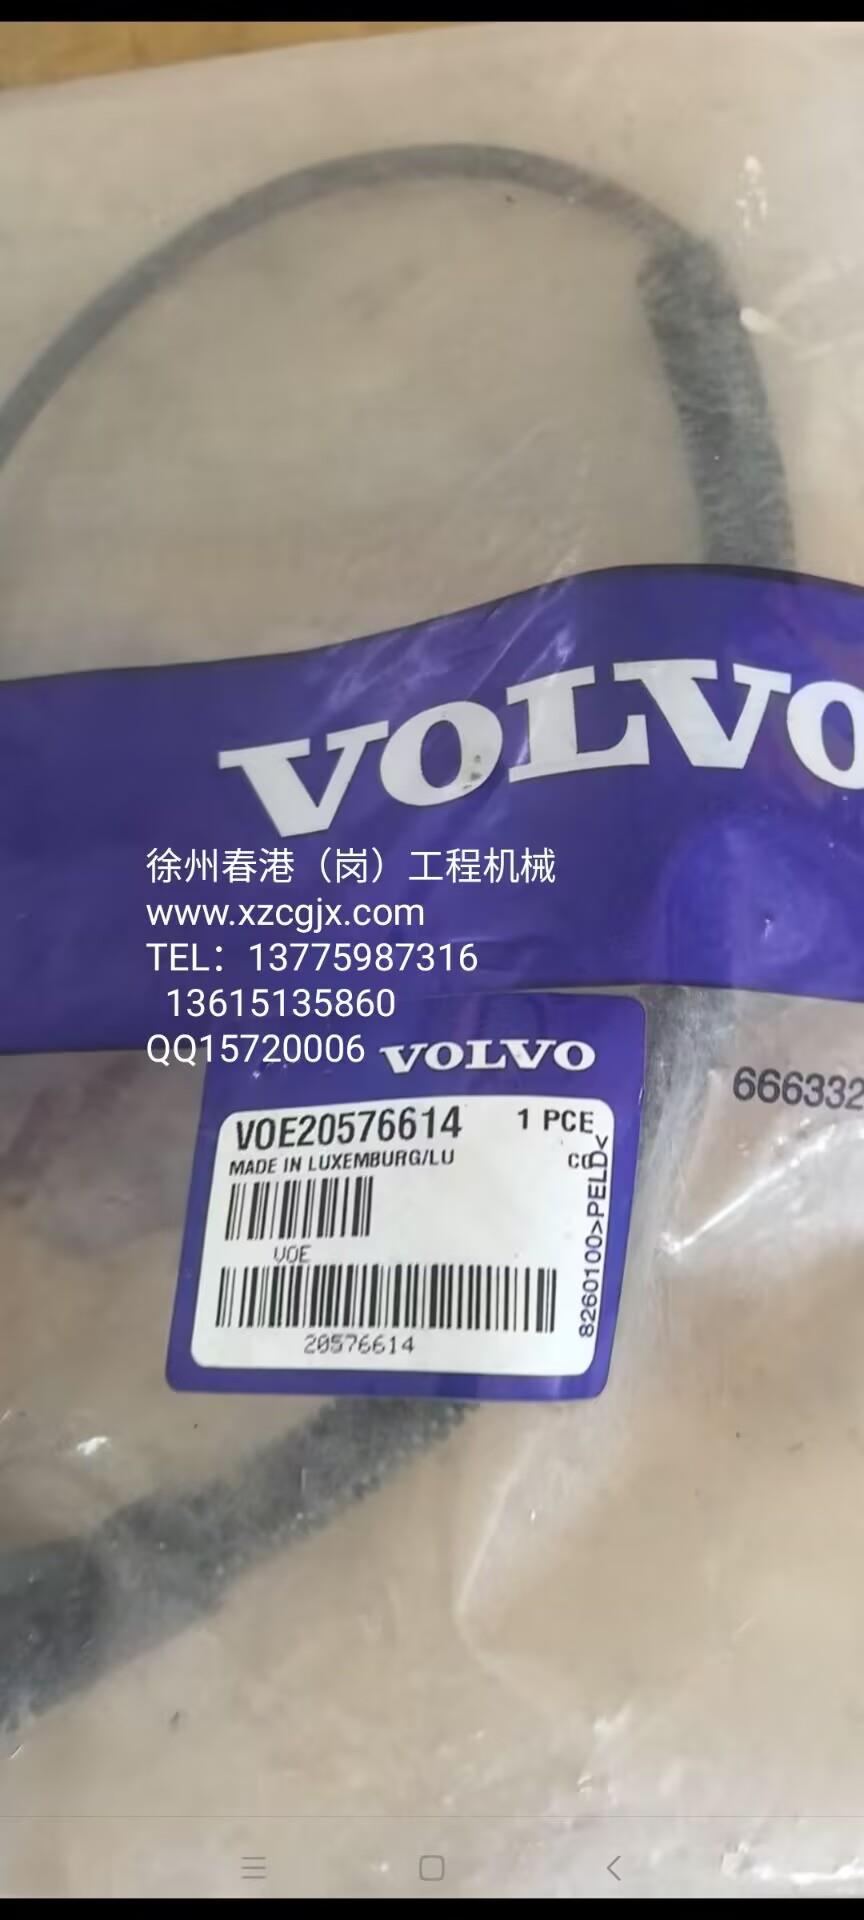 VOLVO
徐州春港（岗）工程机械
www.xzcgjx.com
TEL：13775987316
13615135860
QQ15720006
VOLVO
666332
VOE20576614 1 PCE
MADE IN LUXEMBURG/LU
8260100>PELD<
VOE
20576614